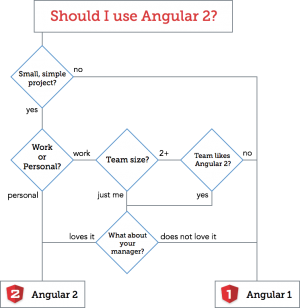 Should I use Angular 2?
Small, simple
project?
no
yes
Work
or
Personal?
work
Team size?
2+
Team likes
Angular 2?
no
personal
just me
yes
loves it
What about
your
manager?
does not love it
2
Angular 2
1
Angular 1